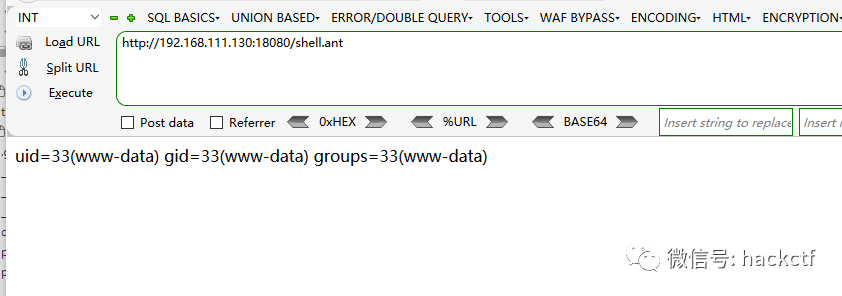 INT SQL BASICS▾ UNION BASED▾ ERROR/DOUBLE QUERY▾ TOOLS▾ WAF BYPASS▾ ENCODING▾ HTML▾ ENCRYPTION▾
Load URL
http://192.168.111.130:18080/shell.ant
Split URL
Execute
Post data Referrer 0xHEX %URL BASE64 Insert string to replace Insert r
uid=33(www-data) gid=33(www-data) groups=33(www-data)
微信号: hackctf